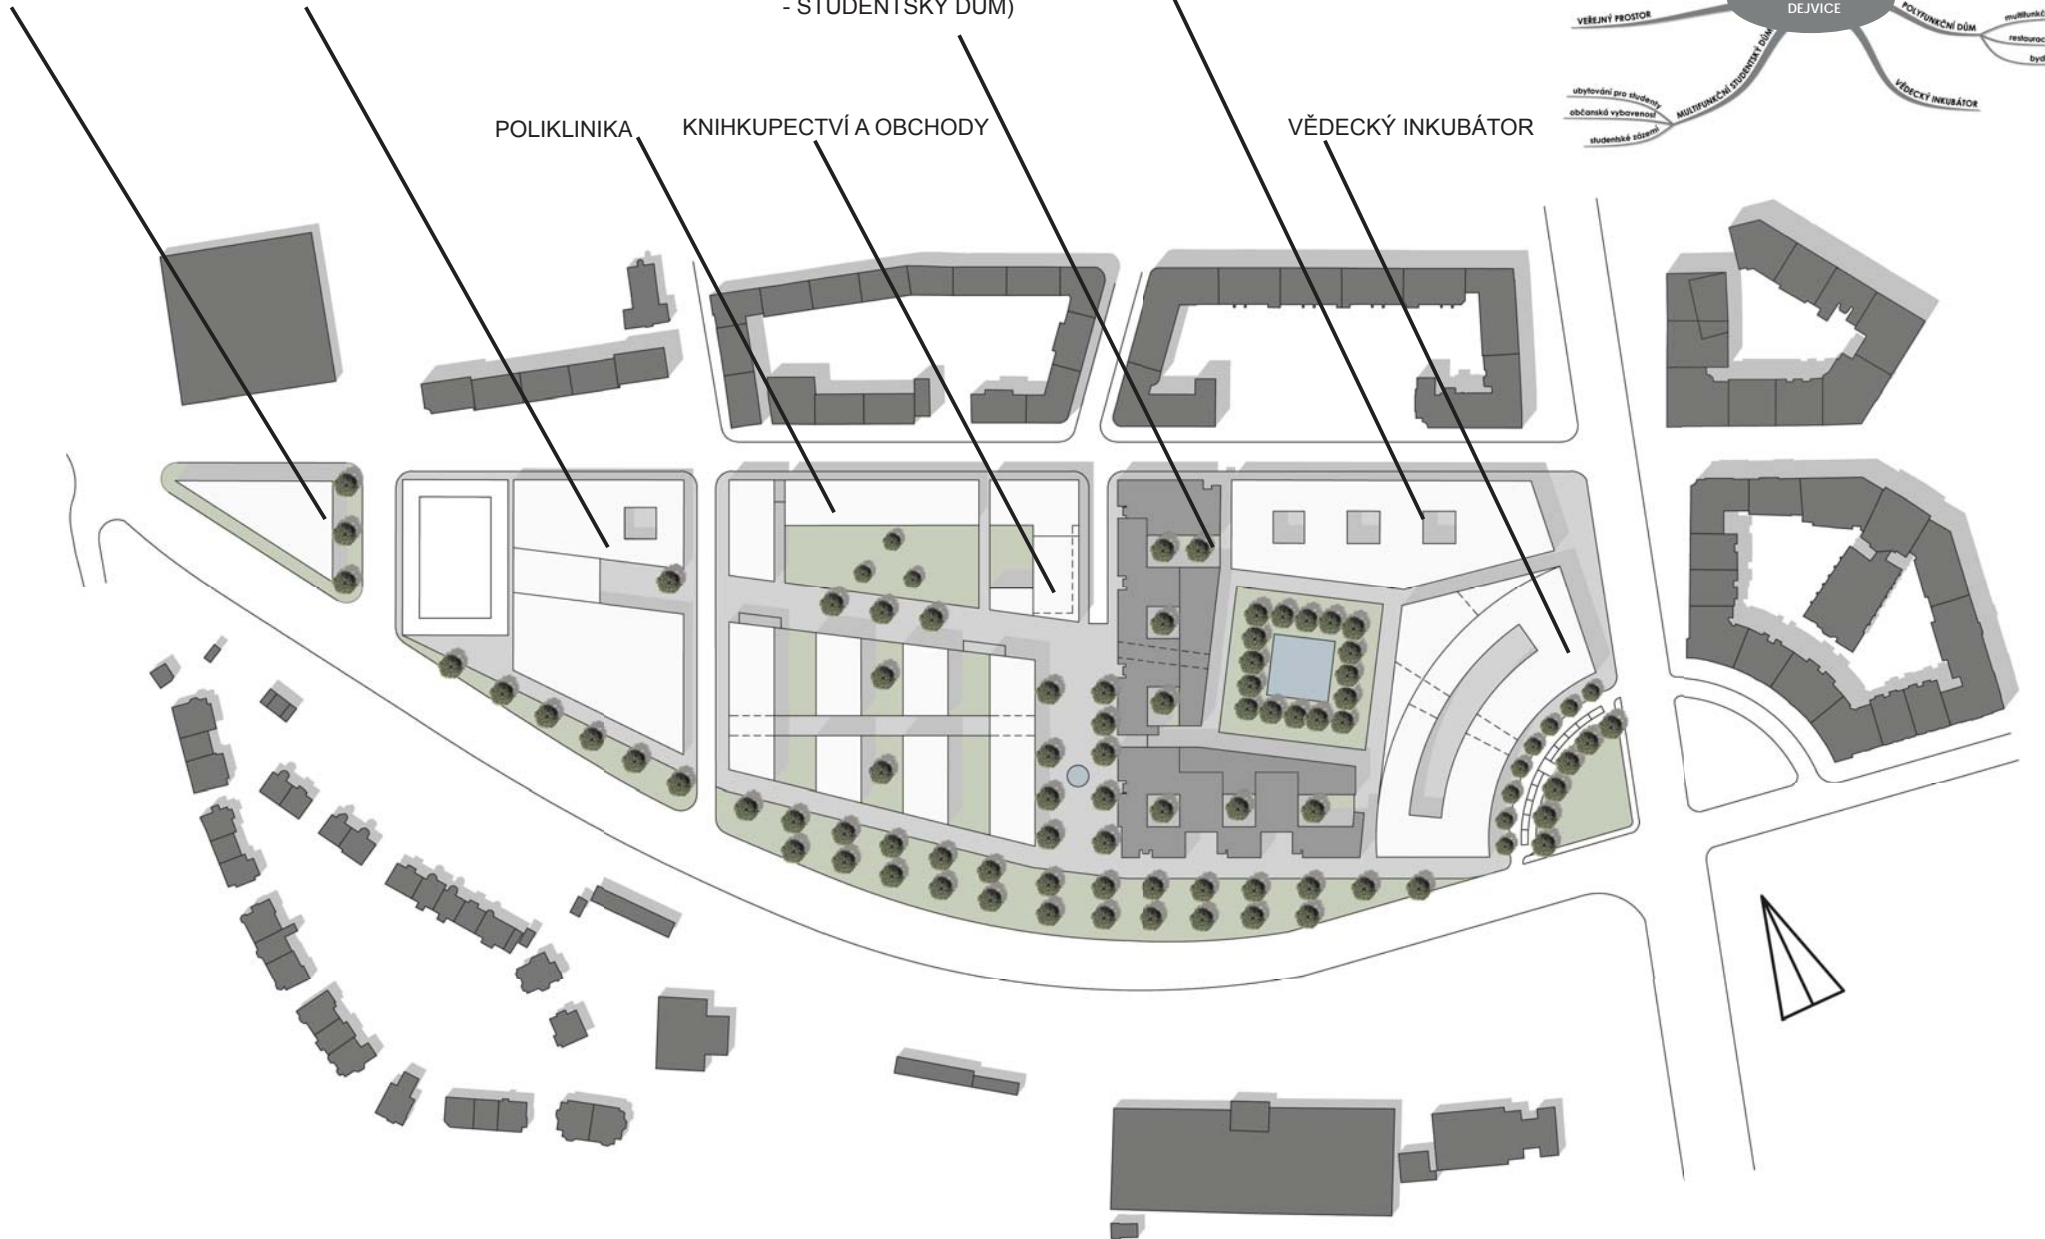 - STUDENTSKÝ DŮM)
DEJVICE
VEŘEJNÝ PROSTOR
POLYFUNKČNÍ DŮM
MULTIFUNKČNÍ STUDENTSKÝ DŮM
VĚDECKÝ INKUBÁTOR
ubytování pro studenty
občanská vybavenost
studentské zázemí
POLIKLINIKA
KNIHKUPECTVÍ A OBCHODY
VĚDECKÝ INKUBÁTOR